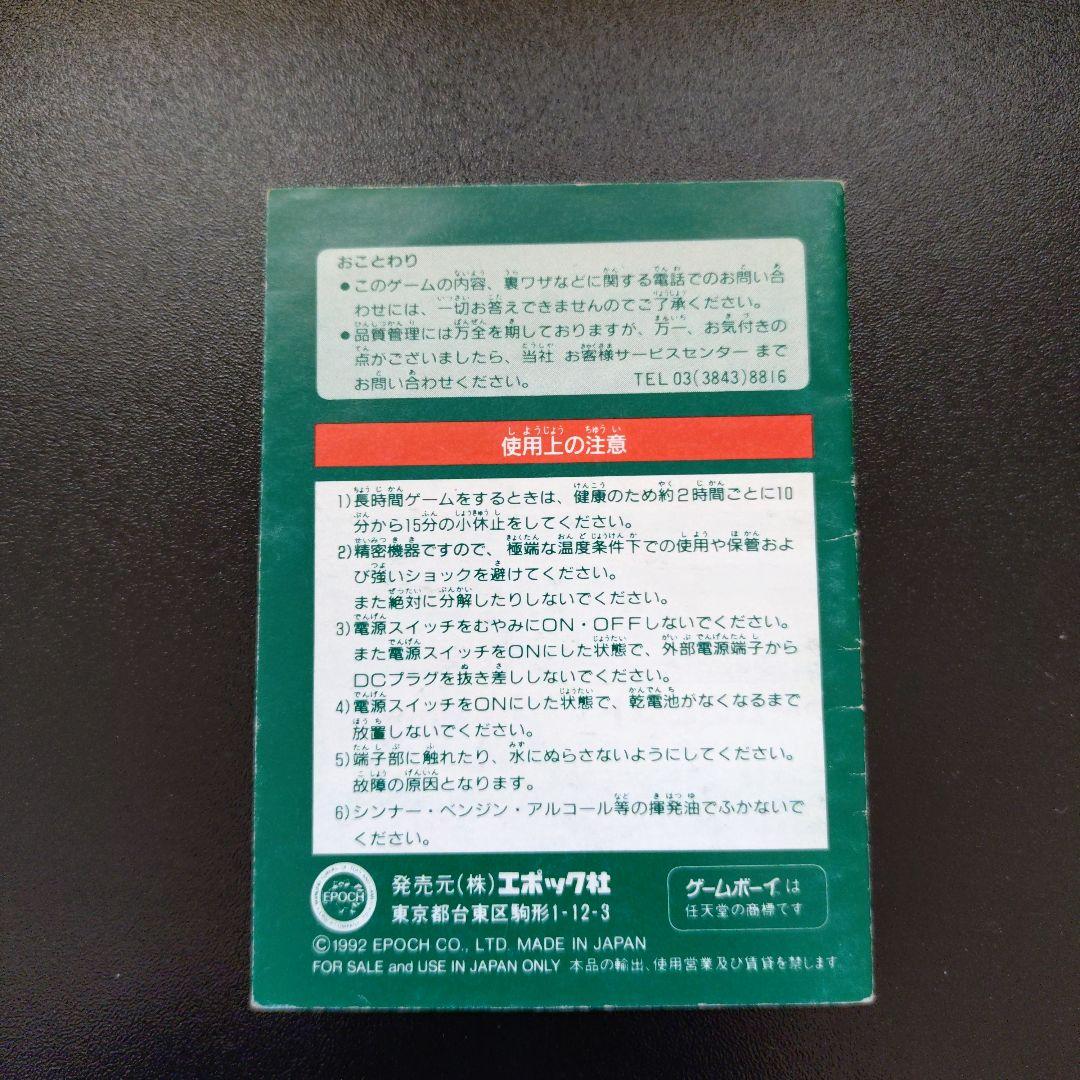 おことわり
●このゲームの内容、裏ワザなどに関する電話でのお問い合
わせには、一切お答えできませんのでご了承ください。
●品質管理には万全を期しておりますが、万一、お気付きの
点がございましたら、当社 お客様サービスセンター まで
お問い合わせください。 TEL 03(3843)8816
使用上の注意
1)長時間ゲームをするときは、健康のため約2時間ごとに10
分から15分の小休止をしてください。
2)精密機器ですので、極端な温度条件下での使用や保管およ
び強いショックを避けてください。
また絶対に分解したりしないでください。
3)電源スイッチをむやみにON・OFFしないでください。
また電源スイッチをONにした状態で、外部電源端子から
DCプラグを抜き差ししないでください。
4)電源スイッチをONにした状態で、乾電池がなくなるまで
放置しないでください。
5)端子部に触れたり、水にぬらさないようにしてください。
故障の原因となります。
6)シンナー・ベンジン・アルコール等の揮発油でふかないで
ください。
EPOCH
発売元(株)エポック社
東京都台東区駒形1-12-3
ゲームボーイは
任天堂の商標です
©1992 EPOCH CO., LTD. MADE IN JAPAN
FOR SALE and USE IN JAPAN ONLY 本品の輸出、使用営業及び賃貸を禁します